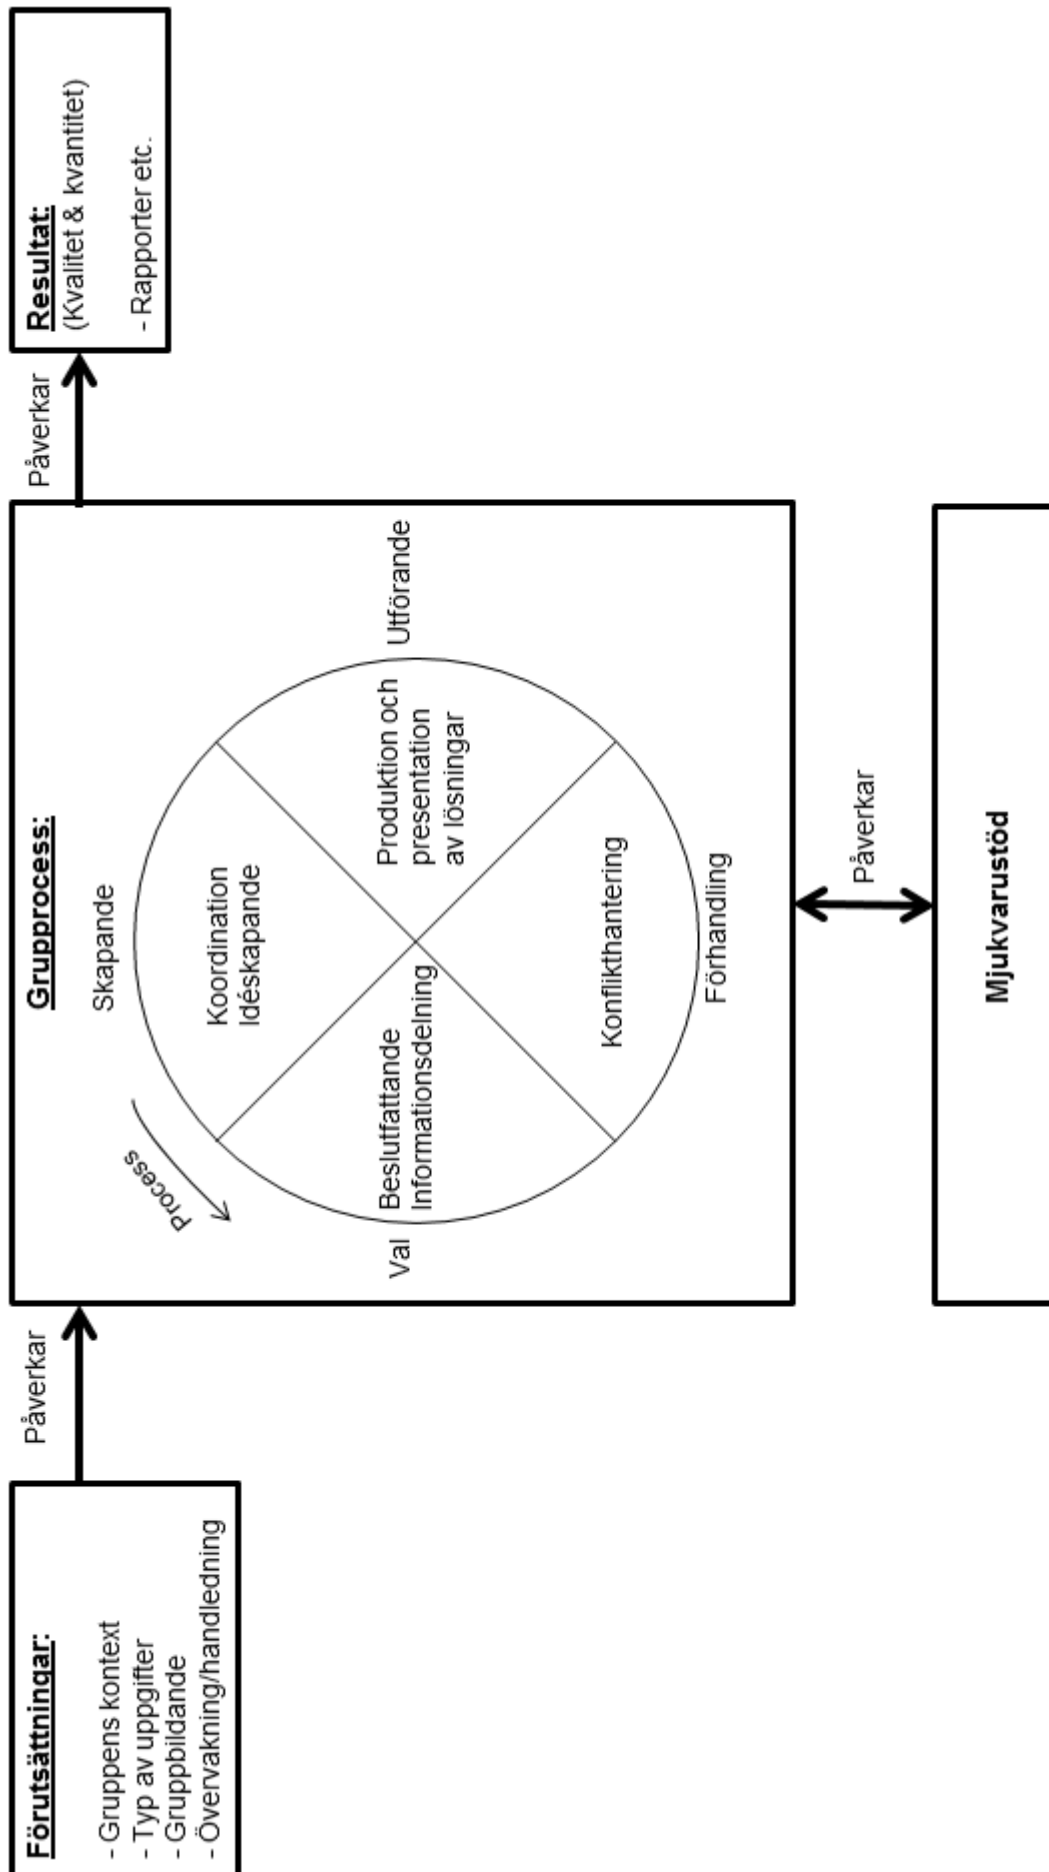 Förutsättningar:
- Gruppens kontext
- Typ av uppgifter
- Gruppbildande
- Övervakning/handledning
Påverkar
Grupprocess:
Process
Skapande
Koordination
Idéskapande
Val
Beslutfattande
Informationsdelning
Produktion och
presentation
av lösningar
Utförande
Konflikthantering
Förhandling
Påverkar
Resultat:
(Kvalitet & kvantitet)
- Rapporter etc.
Påverkar
Mjukvarustöd